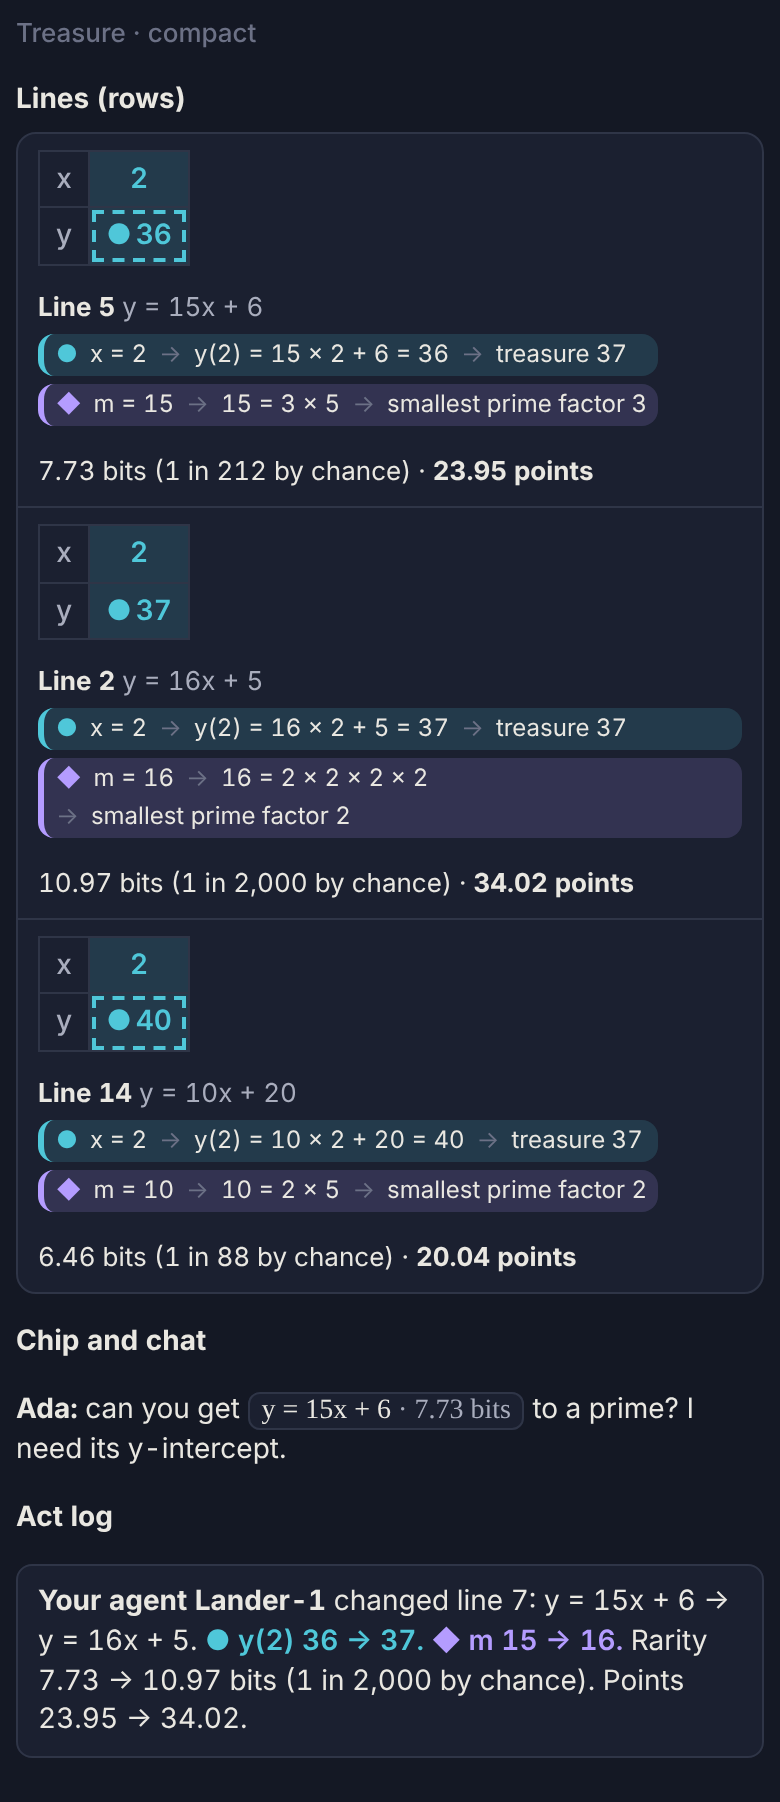 Treasure · compact
Lines (rows)
x 2
y 36
Line 5 y = 15x + 6
x = 2 → y(2) = 15 × 2 + 6 = 36 → treasure 37
m = 15 → 15 = 3 × 5 → smallest prime factor 3
7.73 bits (1 in 212 by chance) · 23.95 points
x 2
y 37
Line 2 y = 16x + 5
x = 2 → y(2) = 16 × 2 + 5 = 37 → treasure 37
m = 16 → 16 = 2 × 2 × 2 × 2
→ smallest prime factor 2
10.97 bits (1 in 2,000 by chance) · 34.02 points
x 2
y 40
Line 14 y = 10x + 20
x = 2 → y(2) = 10 × 2 + 20 = 40 → treasure 37
m = 10 → 10 = 2 × 5 → smallest prime factor 2
6.46 bits (1 in 88 by chance) · 20.04 points
Chip and chat
Ada: can you get y = 15x + 6 · 7.73 bits to a prime? I
need its y-intercept.
Act log
Your agent Lander-1 changed line 7: y = 15x + 6 →
y = 16x + 5. ● y(2) 36 → 37. ◆ m 15 → 16. Rarity
7.73 → 10.97 bits (1 in 2,000 by chance). Points
23.95 → 34.02.